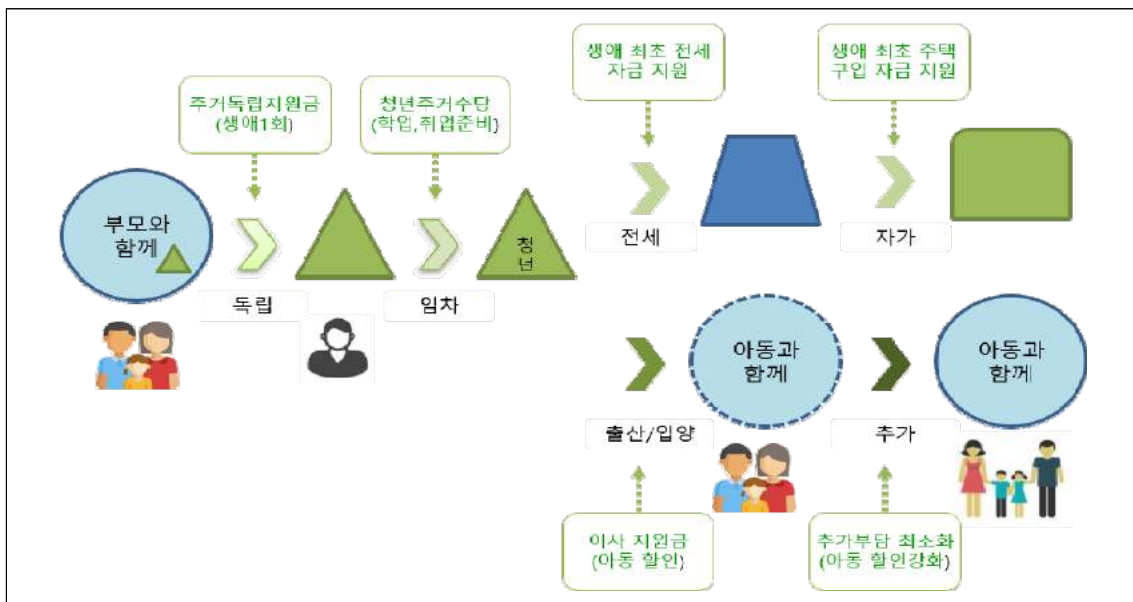 생애 최초 전세
자금 지원
생애 최초 주택
구입 자금 지원
주거독립지원금
(생애1회)
청년주거수당
(학업,취업준비)
부모와
함께
청
년
독립
임차
전세
자가
아동과
함께
아동과
함께
출산/입양
추가
이사 지원금
(아동 할인)
추가부담 최소화
(아동 할인강화)